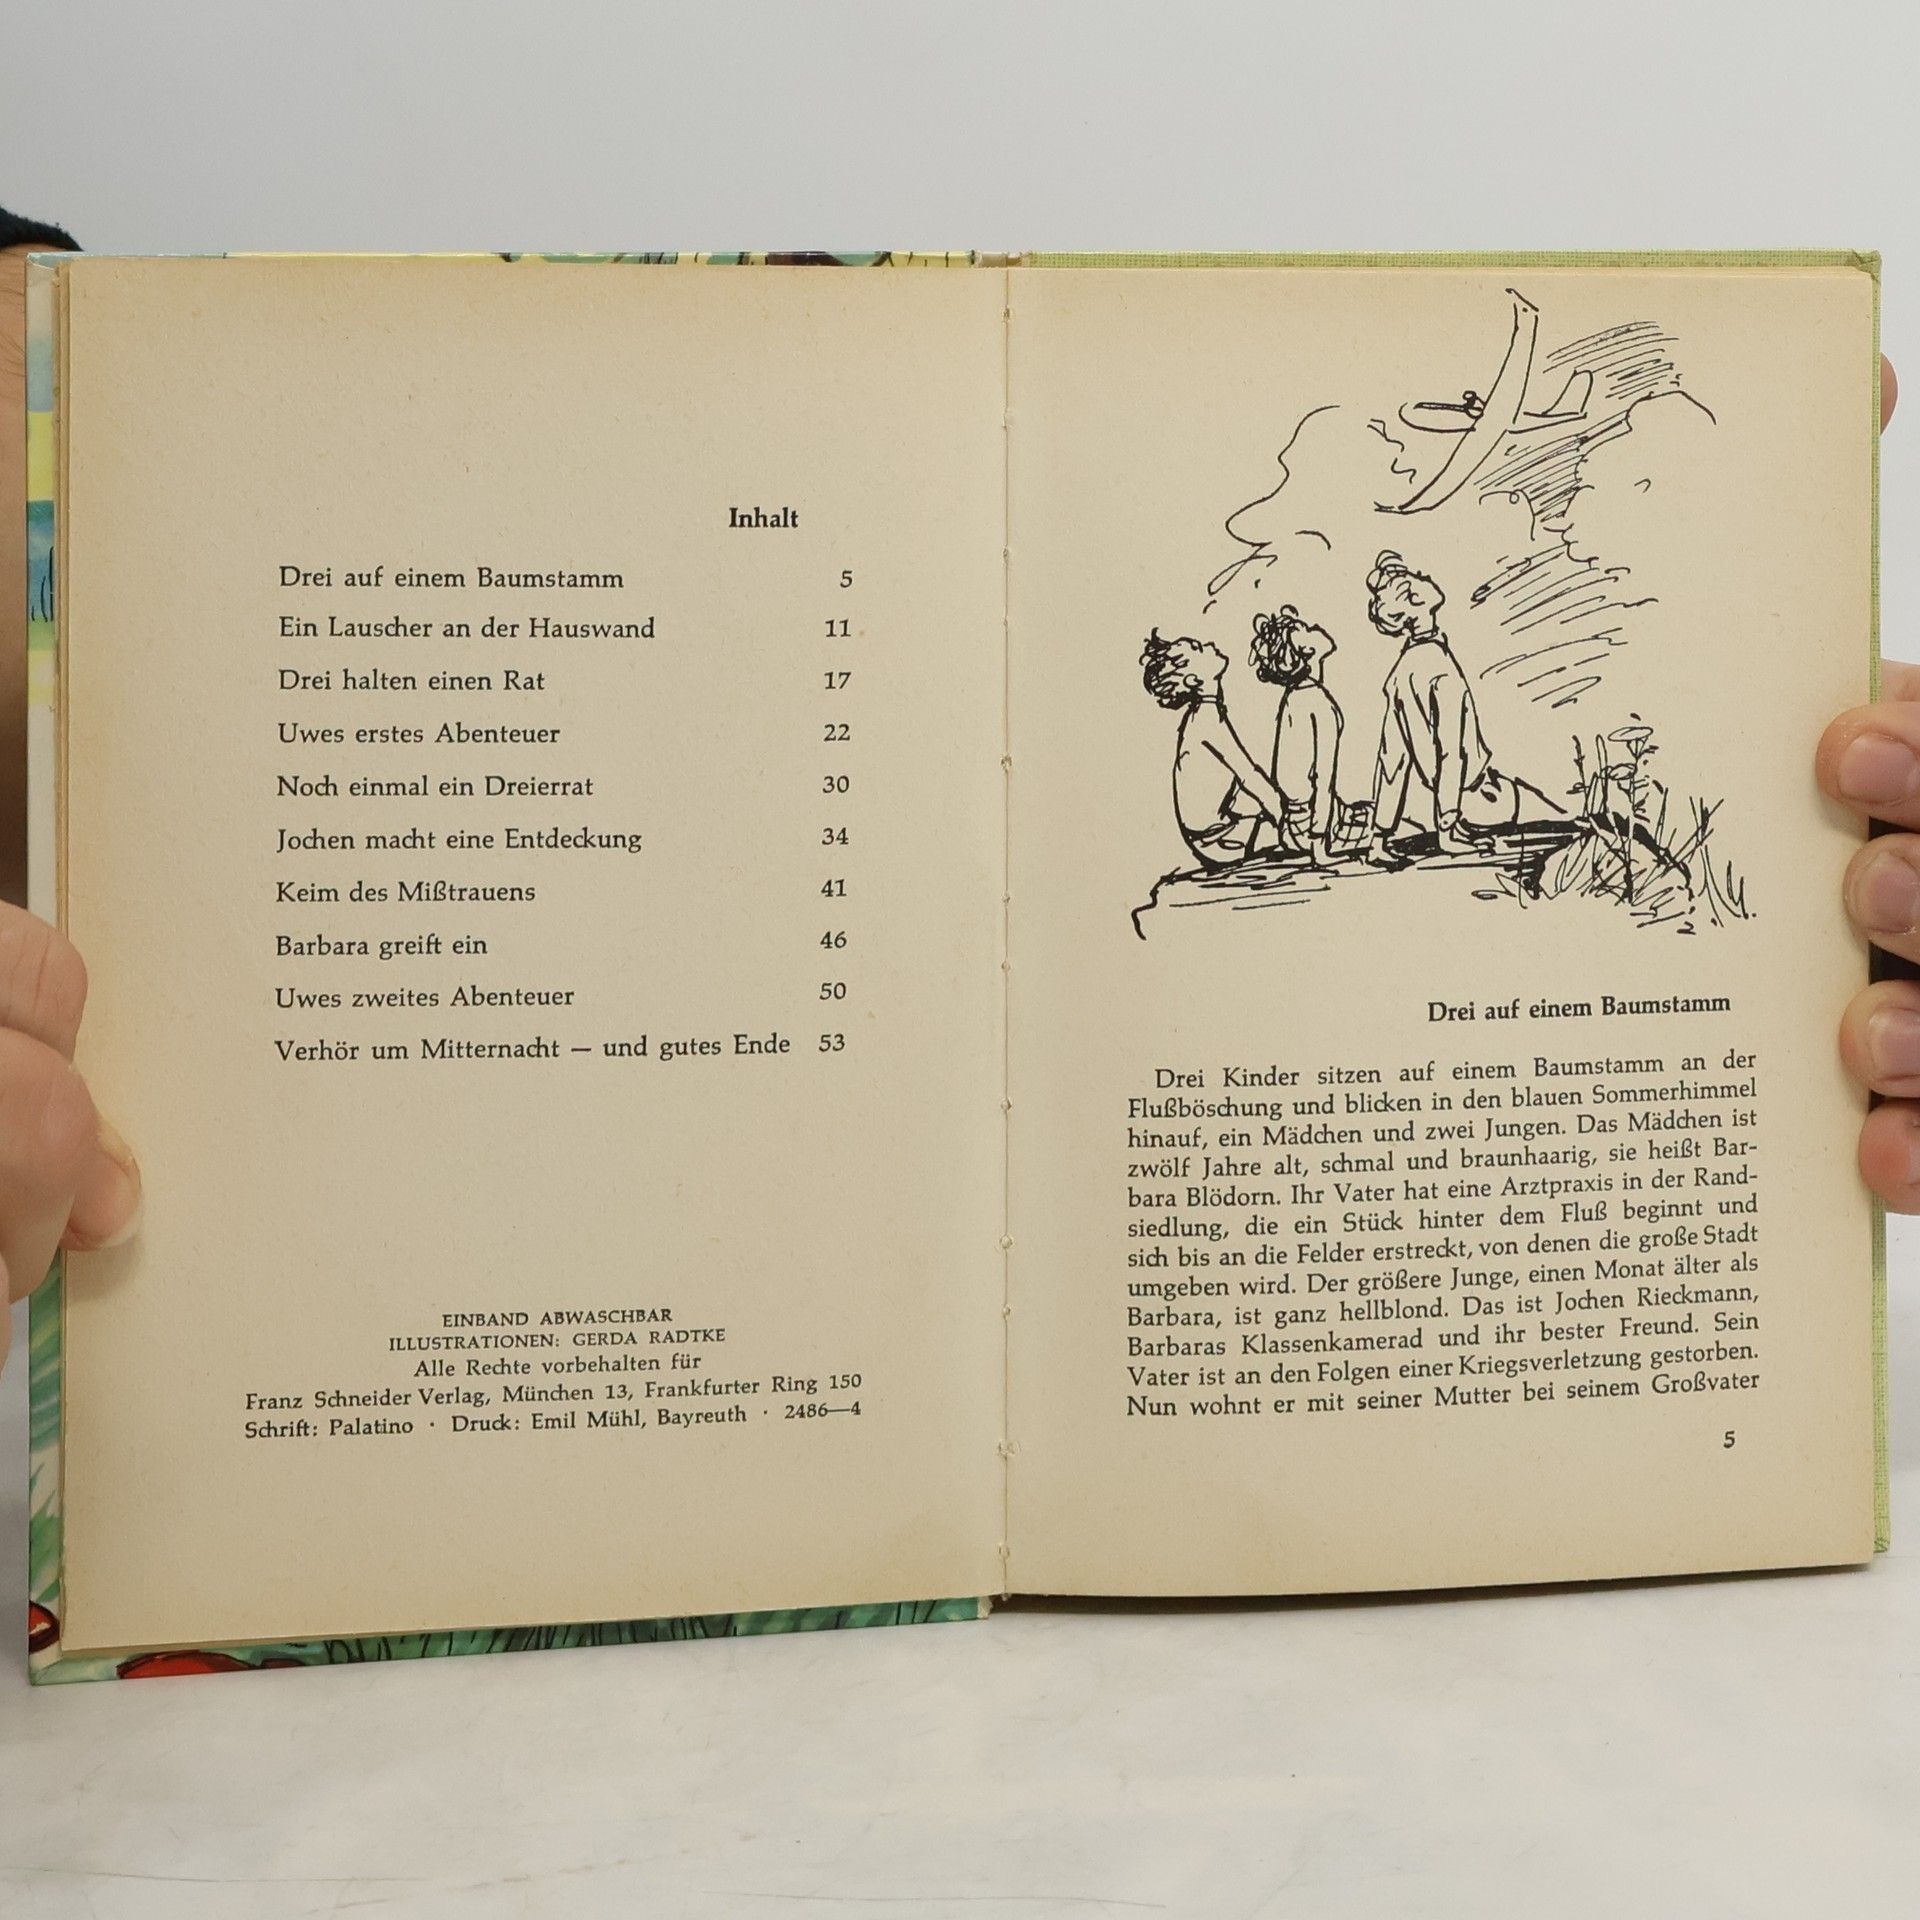 Inhalt
Drei auf einem Baumstamm 5
Ein Lauscher an der Hauswand 11
Drei halten einen Rat 17
Uwes erstes Abenteuer 22
Noch einmal ein Dreierrat 30
Jochen macht eine Entdeckung 34
Keim des Mißtrauens 41
Barbara greift ein 46
Uwes zweites Abenteuer 50
Verhör um Mitternacht — und gutes Ende 53
EINBAND ABWASCHBAR
ILLUSTRATIONEN: GERDA RADTKE
Alle Rechte vorbehalten für
Franz Schneider Verlag, München 13, Frankfurter Ring 150
Schrift: Palatino · Druck: Emil Mühl, Bayreuth · 2486—4
Drei auf einem Baumstamm
Drei Kinder sitzen auf einem Baumstamm an der
Flußböschung und blicken in den blauen Sommerhimmel
hinauf, ein Mädchen und zwei Jungen. Das Mädchen ist
zwölf Jahre alt, schmal und braunhaarig, sie heißt Bar-
bara Blödorn. Ihr Vater hat eine Arztpraxis in der Rand-
siedlung, die ein Stück hinter dem Fluß beginnt und
sich bis an die Felder erstreckt, von denen die große Stadt
umgeben wird. Der größere Junge, einen Monat älter als
Barbara, ist ganz hellblond. Das ist Jochen Rieckmann,
Barbaras Klassenkamerad und ihr bester Freund. Sein
Vater ist an den Folgen einer Kriegsverletzung gestorben.
Nun wohnt er mit seiner Mutter bei seinem Großvater
5